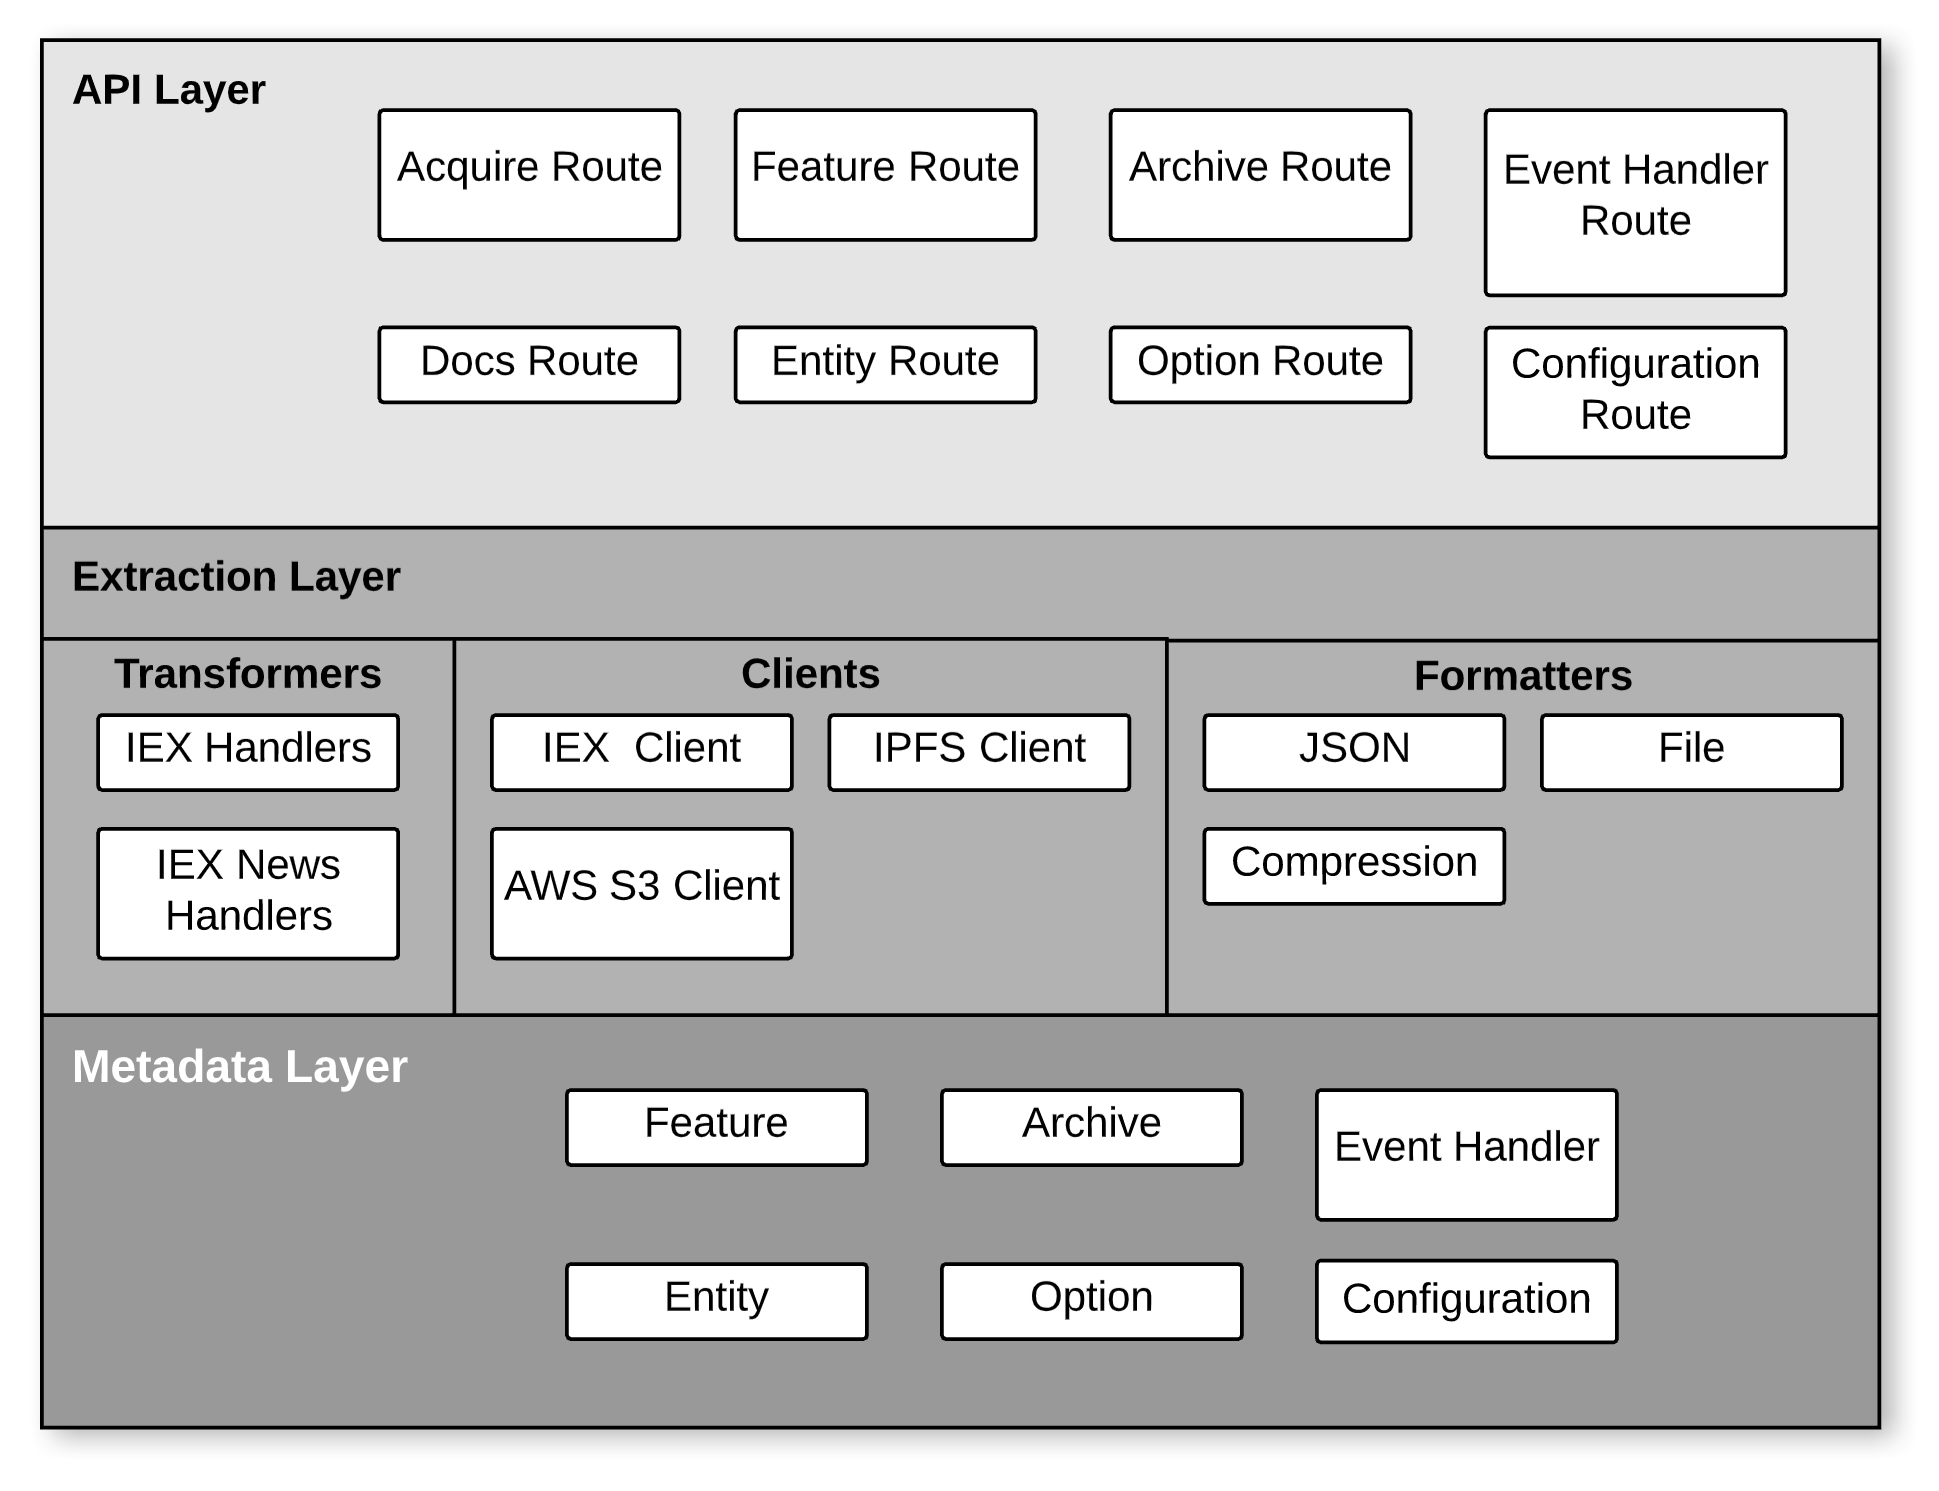 API Layer
Acquire Route
Feature Route
Archive Route
Event Handler
Route
Docs Route
Entity Route
Option Route
Configuration
Route
Extraction Layer
Transformers
IEX Handlers
IEX News
Handlers
Clients
IEX  Client
IPFS Client
AWS S3 Client
Formatters
JSON
File
Compression
Metadata Layer
Feature
Archive
Event Handler
Entity
Option
Configuration